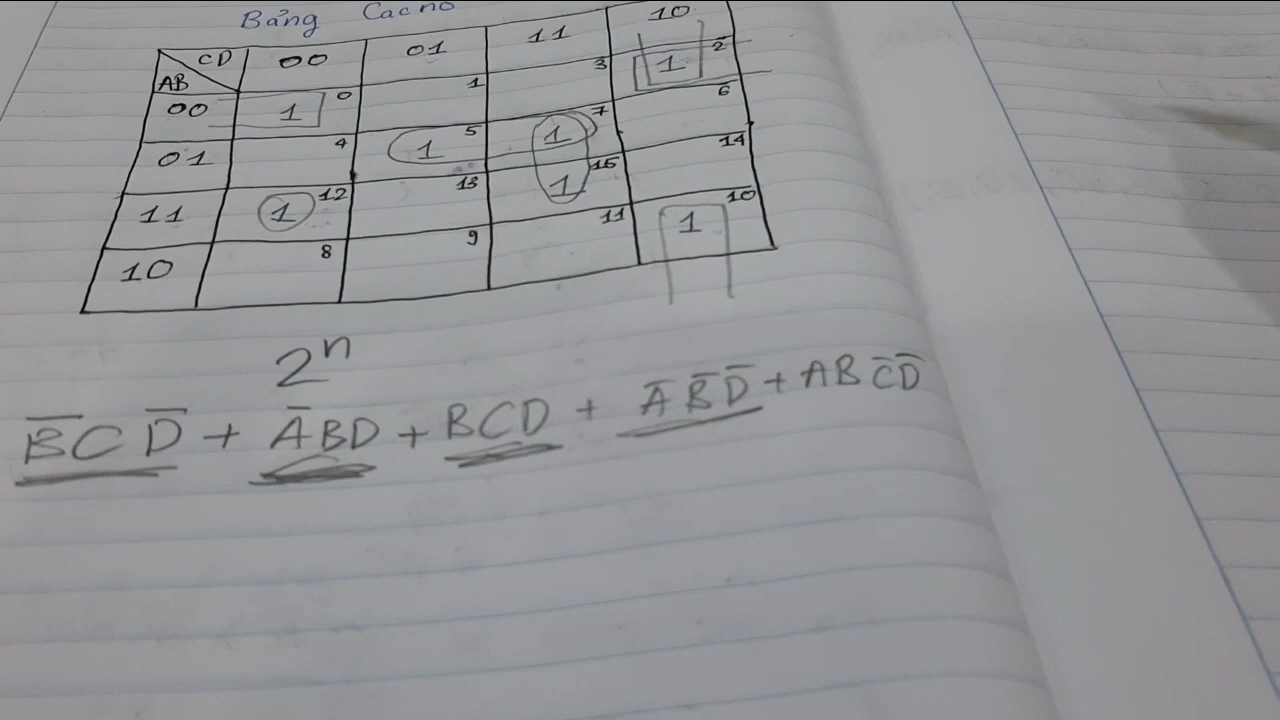 Bảng Cacno
CD 00 01 11 10
AB
00 1 0 1 3 1 2
01 4 1 5 1 7 6
11 1 12 13 1 15 14
10 8 9 11 1 10
2ⁿ
B̅CD̅ + A̅BD + BCD + A̅B̅D̅ + ABC̅D̅